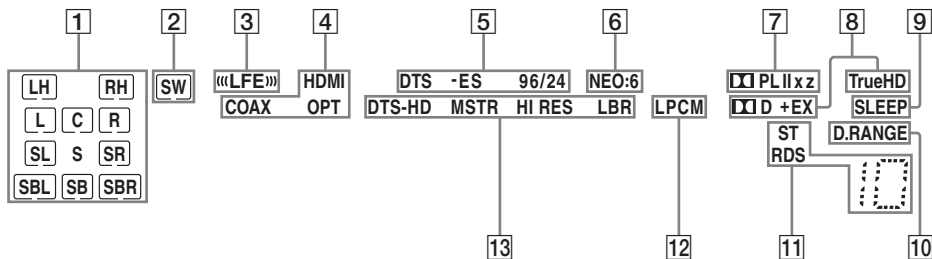 1 2 3 4 5 6 7 8 9
LH RH SW (((LFE))) HDMI DTS -ES 96/24 NEO:6 PL II x z TrueHD
L C R COAX OPT DTS-HD MSTR HI RES LBR LPCM D + EX SLEEP
SL S SR ST D.RANGE
SBL SB SBR RDS 10
13 12 11 10